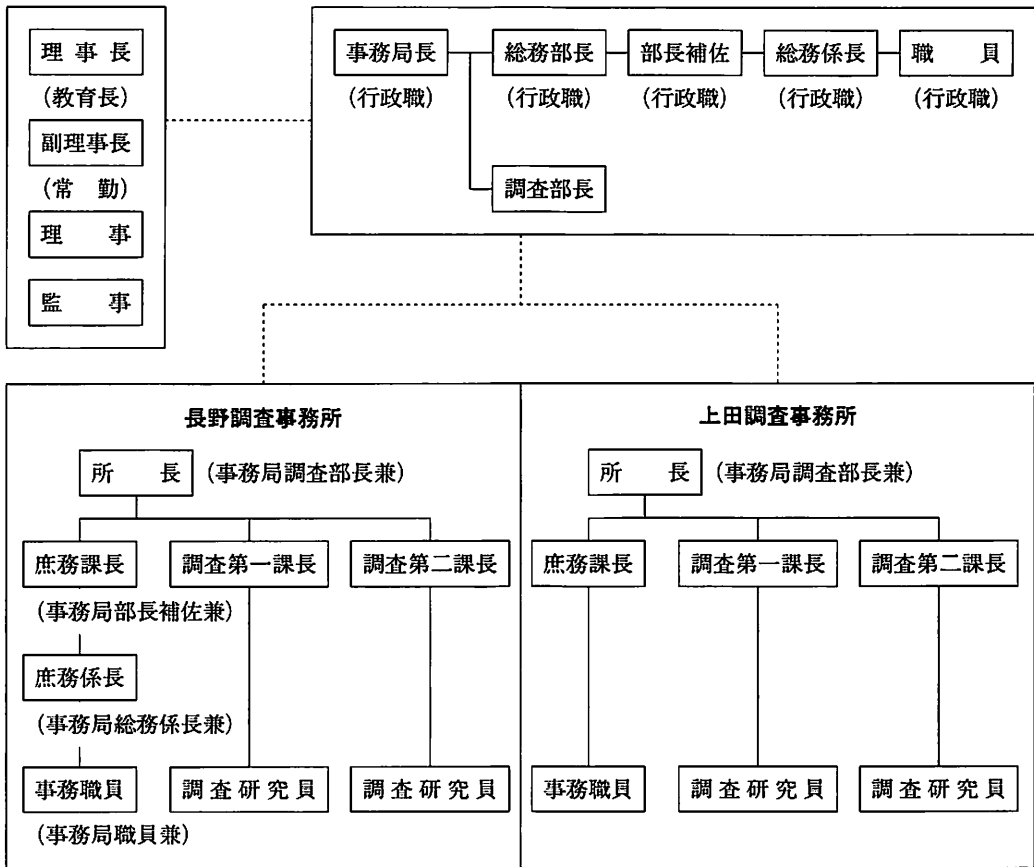 理事長
(教育長)
副理事長
(常 勤)
理 事
監 事
事務局長 総務部長 部長補佐 総務係長 職 員
(行政職) (行政職) (行政職) (行政職) (行政職)
調査部長
長野調査事務所
所 長 (事務局調査部長兼)
庶務課長 調査第一課長 調査第二課長
(事務局部長補佐兼)
庶務係長
(事務局総務係長兼)
事務職員 調査研究員 調査研究員
(事務局職員兼)
上田調査事務所
所 長 (事務局調査部長兼)
庶務課長 調査第一課長 調査第二課長
事務職員 調査研究員 調査研究員